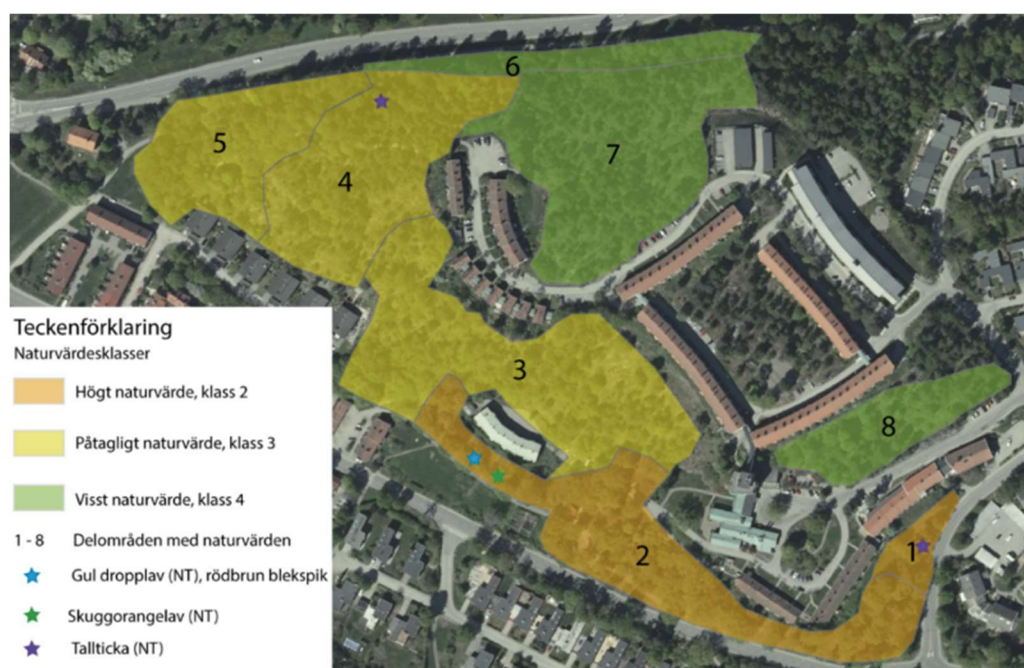 6
5
7
4
3
8
1
2
Teckenförklaring
Naturvärdesklasser
Högt naturvärde, klass 2
Påtagligt naturvärde, klass 3
Visst naturvärde, klass 4
1 - 8 Delområden med naturvärden
Gul dropplav (NT), rödbrun blekspik
Skuggorangelav (NT)
Tallticka (NT)